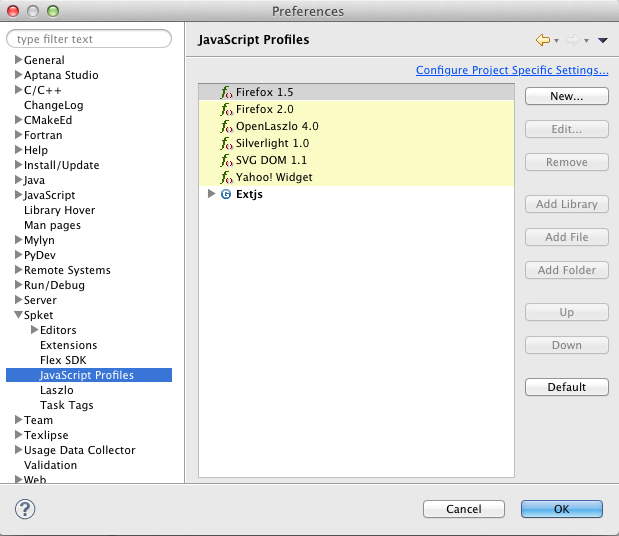 Preferences
type filter text
General
Aptana Studio
C/C++
ChangeLog
CMakeEd
Fortran
Help
Install/Update
Java
JavaScript
Library Hover
Man pages
Mylyn
PyDev
Remote Systems
Run/Debug
Server
Spket
Editors
Extensions
Flex SDK
JavaScript Profiles
Laszlo
Task Tags
Team
Texlipse
Usage Data Collector
Validation
Web
JavaScript Profiles
Configure Project Specific Settings...
Firefox 1.5
Firefox 2.0
OpenLaszlo 4.0
Silverlight 1.0
SVG DOM 1.1
Yahoo! Widget
Extjs
New...
Edit...
Remove
Add Library
Add File
Add Folder
Up
Down
Default
?
Cancel
OK